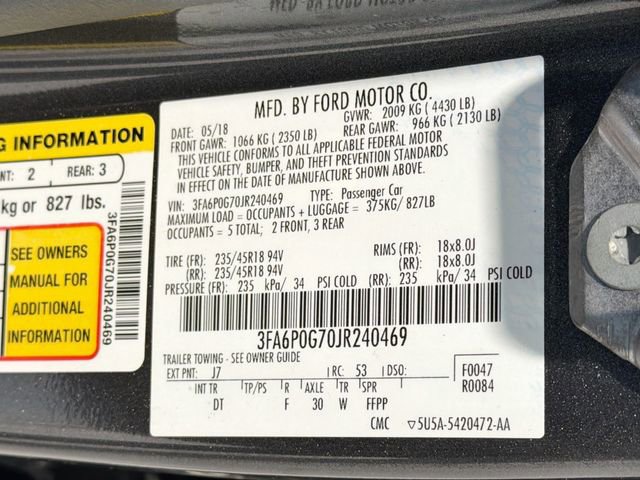 MFD. BY FORD MOTOR CO.
DATE: 05/18
GVWR: 2009 KG ( 4430 LB)
FRONT GAWR: 1066 KG ( 2350 LB)
REAR GAWR: 966 KG ( 2130 LB)
THIS VEHICLE CONFORMS TO ALL APPLICABLE FEDERAL MOTOR
VEHICLE SAFETY, BUMPER, AND THEFT PREVENTION STANDARDS
IN EFFECT ON THE DATE OF MANUFACTURE SHOWN ABOVE.
VIN: 3FA6P0G70JR240469 TYPE: Passenger Car
MAXIMUM LOAD = OCCUPANTS + LUGGAGE = 375KG/ 827LB
OCCUPANTS = 5 TOTAL; 2 FRONT, 3 REAR
TIRE (FR): 235/45R18 94V RIMS (FR): 18x8.0J
(RR): 235/45R18 94V (RR): 18x8.0J
PRESSURE (FR): 235 kPa/ 34 PSI COLD (RR): 235 kPa/ 34 PSI COLD
3FA6P0G70JR240469
TRAILER TOWING - SEE OWNER GUIDE
EXT PNT: J7 RC: 53 DSO: F0047
R0084
INT TR TP/PS R AXLE TR SPR
DT F 30 W FFPP
CMC ▽5U5A-5420472-AA
G INFORMATION
NT: 2 REAR: 3
kg or 827 lbs.
SEE OWNERS
MANUAL FOR
ADDITIONAL
INFORMATION
3FA6P0G70JR240469